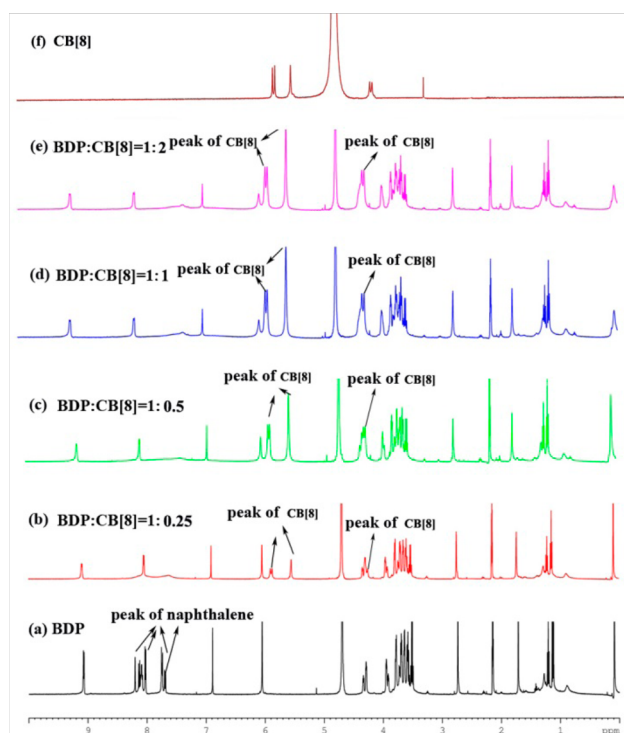 (f) CB[8]
(e) BDP:CB[8]=1:2 peak of CB[8] peak of CB[8]
(d) BDP:CB[8]=1:1 peak of CB[8] peak of CB[8]
(c) BDP:CB[8]=1:0.5 peak of CB[8] peak of CB[8]
(b) BDP:CB[8]=1:0.25 peak of CB[8] peak of CB[8]
peak of naphthalene
(a) BDP
9 8 7 6 5 4 3 2 1 ppm